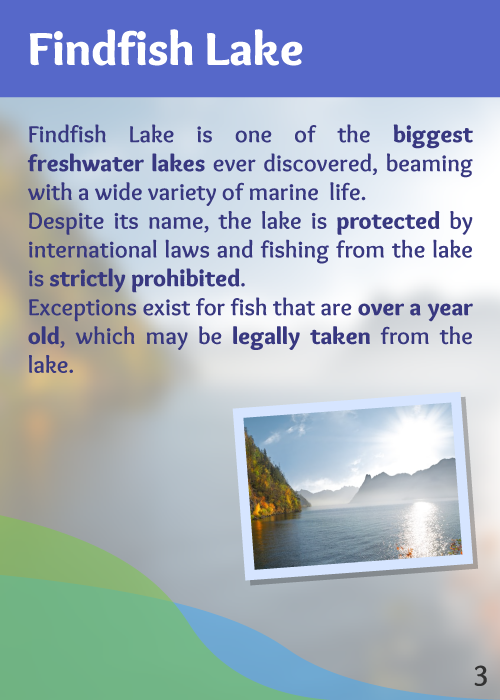 Findfish Lake
Findfish Lake is one of the biggest
freshwater lakes ever discovered, beaming
with a wide variety of marine life.
Despite its name, the lake is protected by
international laws and fishing from the lake
is strictly prohibited.
Exceptions exist for fish that are over a year
old, which may be legally taken from the
lake.
3